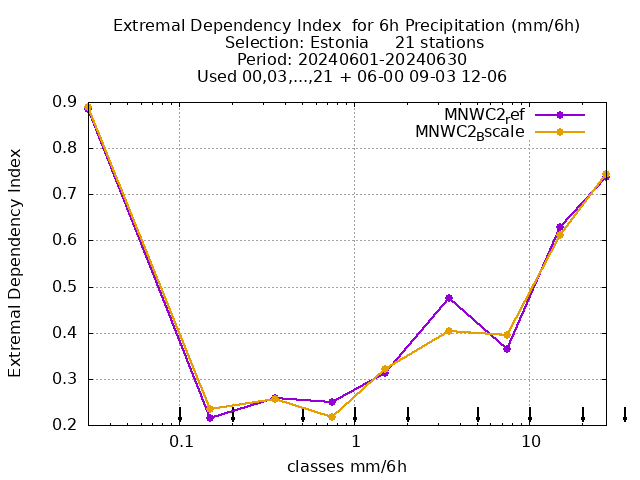 Extremal Dependency Index  for 6h Precipitation (mm/6h)
Selection: Estonia     21 stations
Period: 20240601-20240630
Used 00,03,...,21 + 06-00 09-03 12-06
MNWC2ref
MNWC2Bscale
Extremal Dependency Index
0.9
0.8
0.7
0.6
0.5
0.4
0.3
0.2
0.1 1 10
classes mm/6h